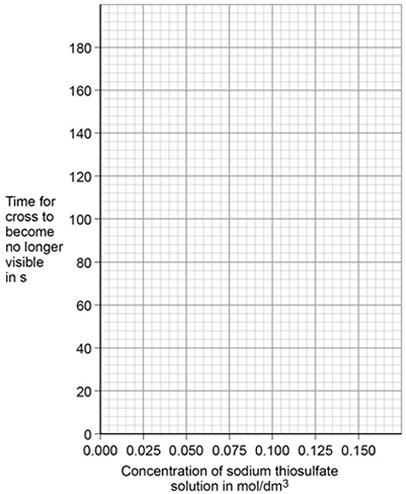 180
160
140
120
100
80
60
40
20
0
Time for
cross to
become
no longer
visible
in s
0.000 0.025 0.050 0.075 0.100 0.125 0.150
Concentration of sodium thiosulfate
solution in mol/dm³